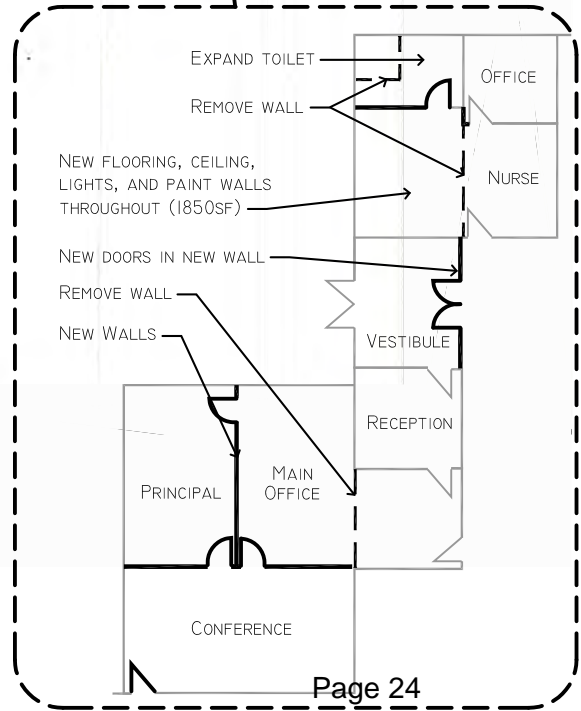 EXPAND TOILET
OFFICE
REMOVE WALL
NEW FLOORING, CEILING,
LIGHTS, AND PAINT WALLS
THROUGHOUT (1850SF)
NURSE
NEW DOORS IN NEW WALL
REMOVE WALL
NEW WALLS
VESTIBULE
RECEPTION
PRINCIPAL
MAIN
OFFICE
CONFERENCE
Page 24